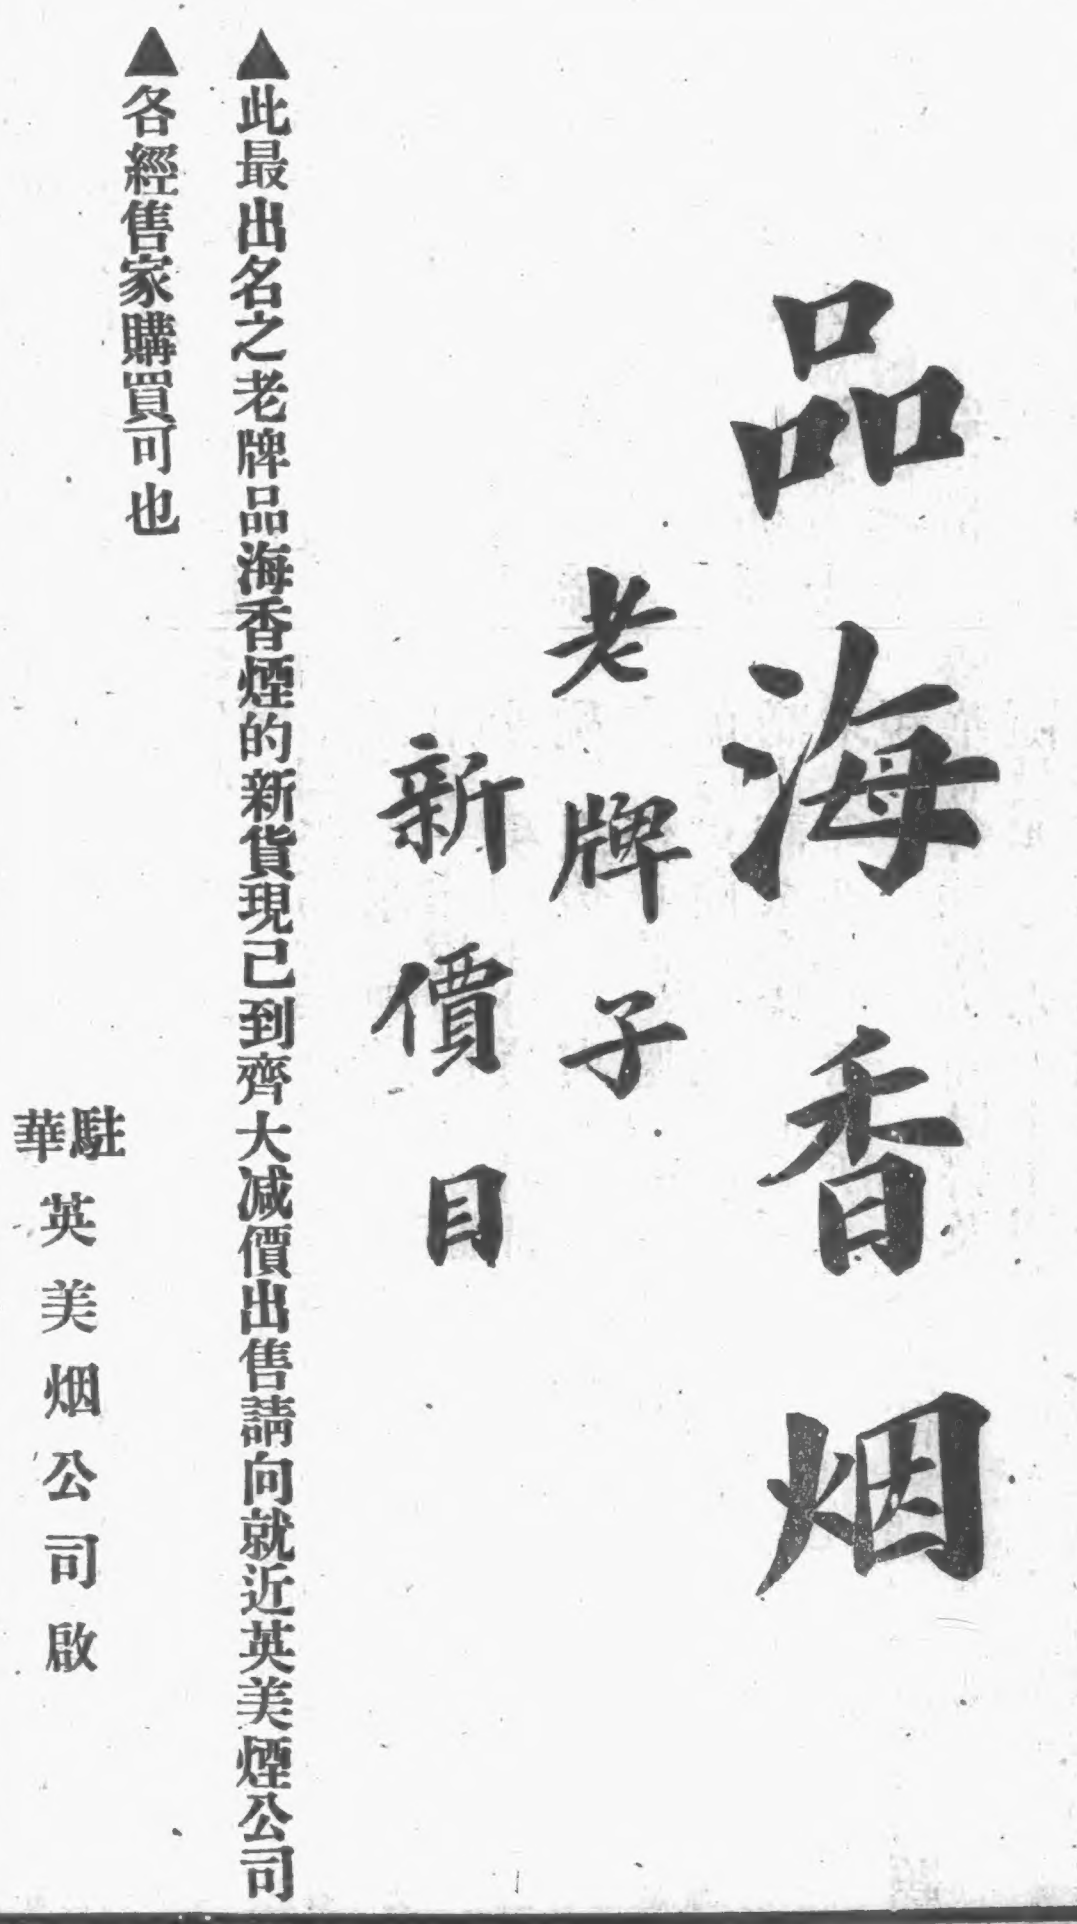 品海香烟
老牌子
新價目
▲此最出名之老牌品海香煙的新貨現己到齊大减價出售請向就近英美煙公司
▲各經售家購買可也
駐華英美烟公司啟